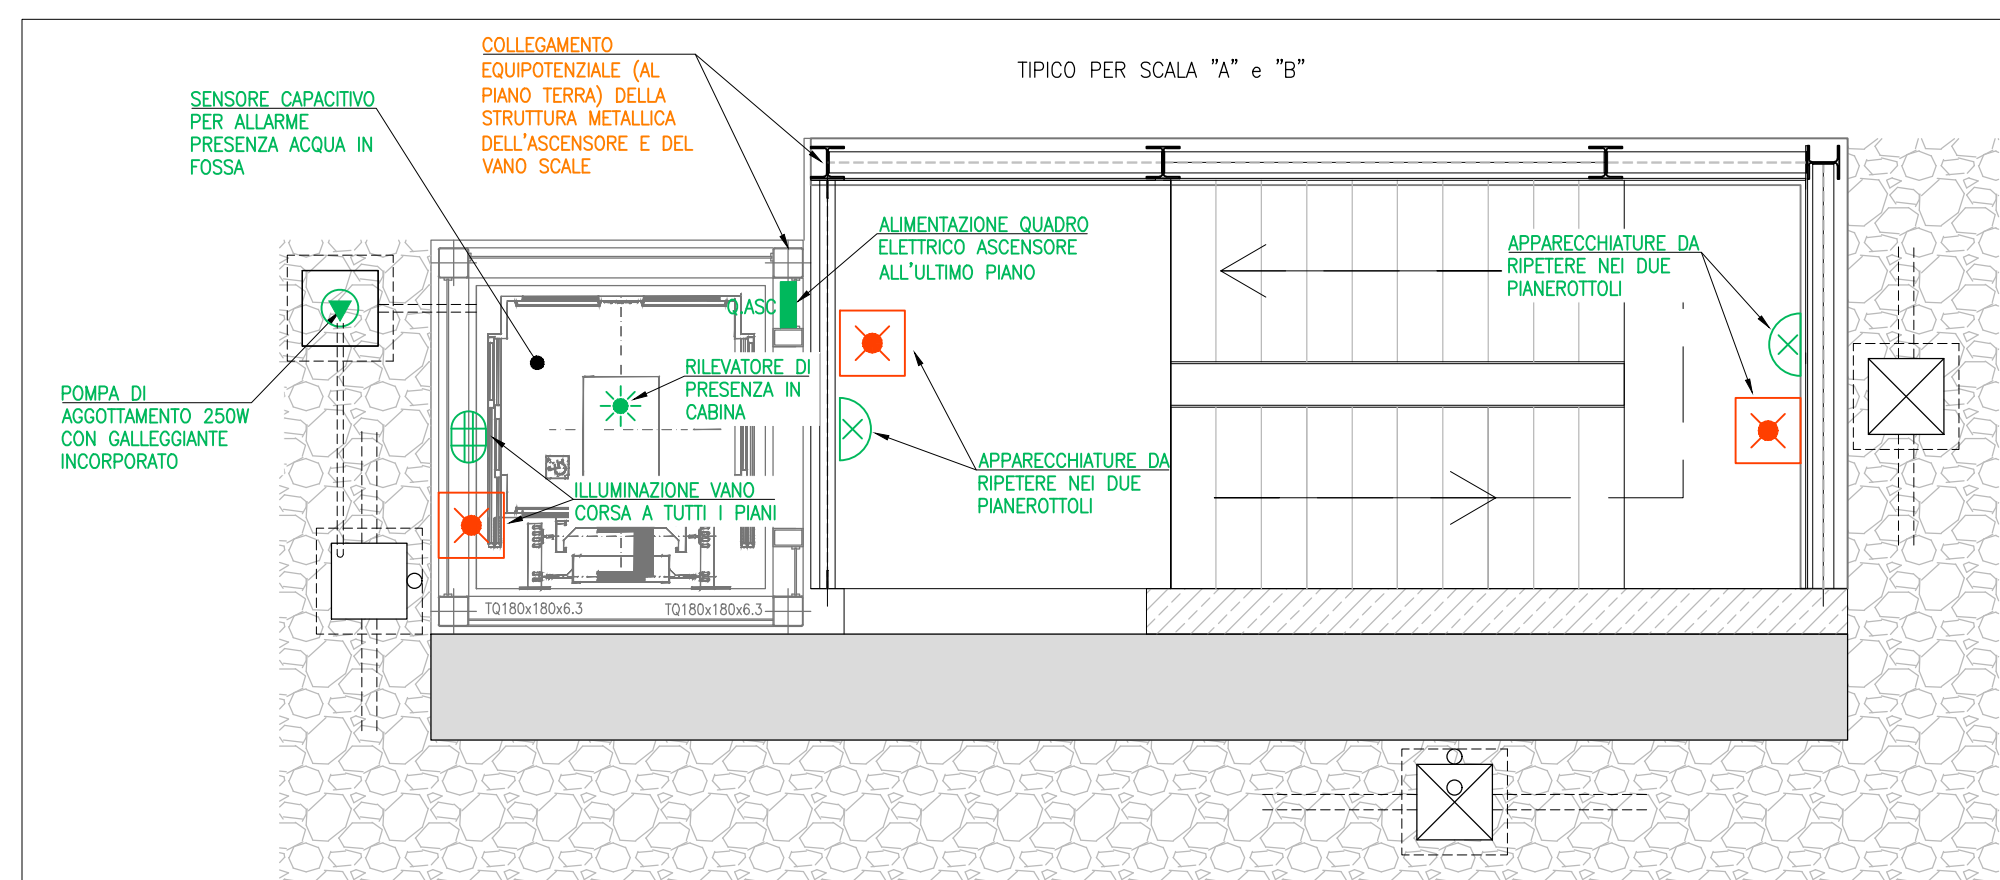 TIPICO PER SCALA "A" e "B"
COLLEGAMENTO
EQUIPOTENZIALE (AL
PIANO TERRA) DELLA
STRUTTURA METALLICA
DELL'ASCENSORE E DEL
VANO SCALE
SENSORE CAPACITIVO
PER ALLARME
PRESENZA ACQUA IN
FOSSA
ALIMENTAZIONE QUADRO
ELETTRICO ASCENSORE
ALL'ULTIMO PIANO
APPARECCHIATURE DA
RIPETERE NEI DUE
PIANEROTTOLI
Q.ASC
RILEVATORE DI
PRESENZA IN
CABINA
POMPA DI
AGGOTTAMENTO 250W
CON GALLEGGIANTE
INCORPORATO
APPARECCHIATURE DA
RIPETERE NEI DUE
PIANEROTTOLI
ILLUMINAZIONE VANO
CORSA A TUTTI I PIANI
TQ180x180x6.3
TQ180x180x6.3